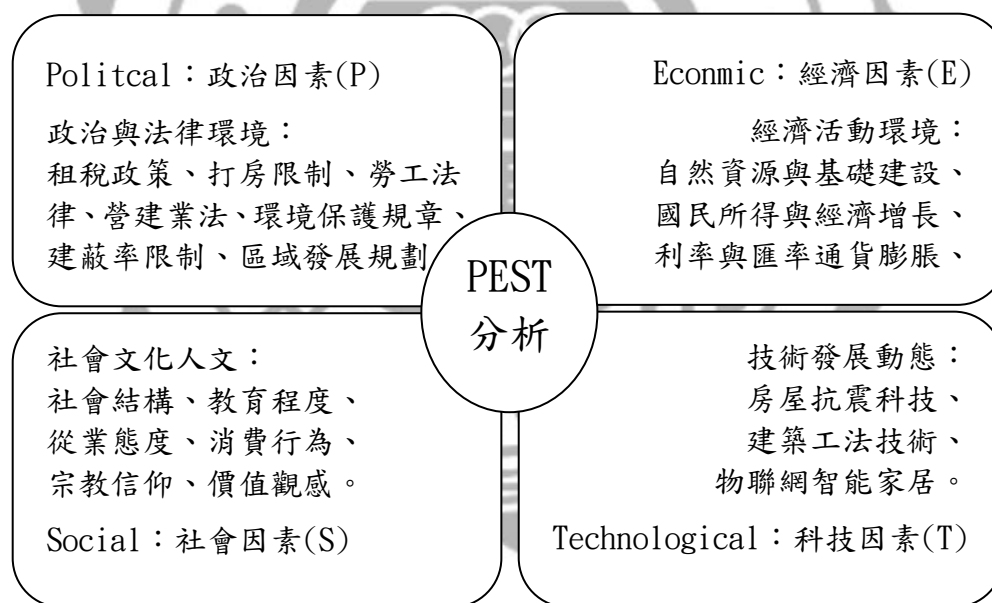 Politcal：政治因素(P)
政治與法律環境：
租稅政策、打房限制、勞工法
律、營建業法、環境保護規章、
建蔽率限制、區域發展規劃
Econmic：經濟因素(E)
經濟活動環境：
自然資源與基礎建設、
國民所得與經濟增長、
利率與匯率通貨膨脹、
PEST
分析
社會文化人文：
社會結構、教育程度、
從業態度、消費行為、
宗教信仰、價值觀感。
Social：社會因素(S)
技術發展動態：
房屋抗震科技、
建築工法技術、
物聯網智能家居。
Technological：科技因素(T)